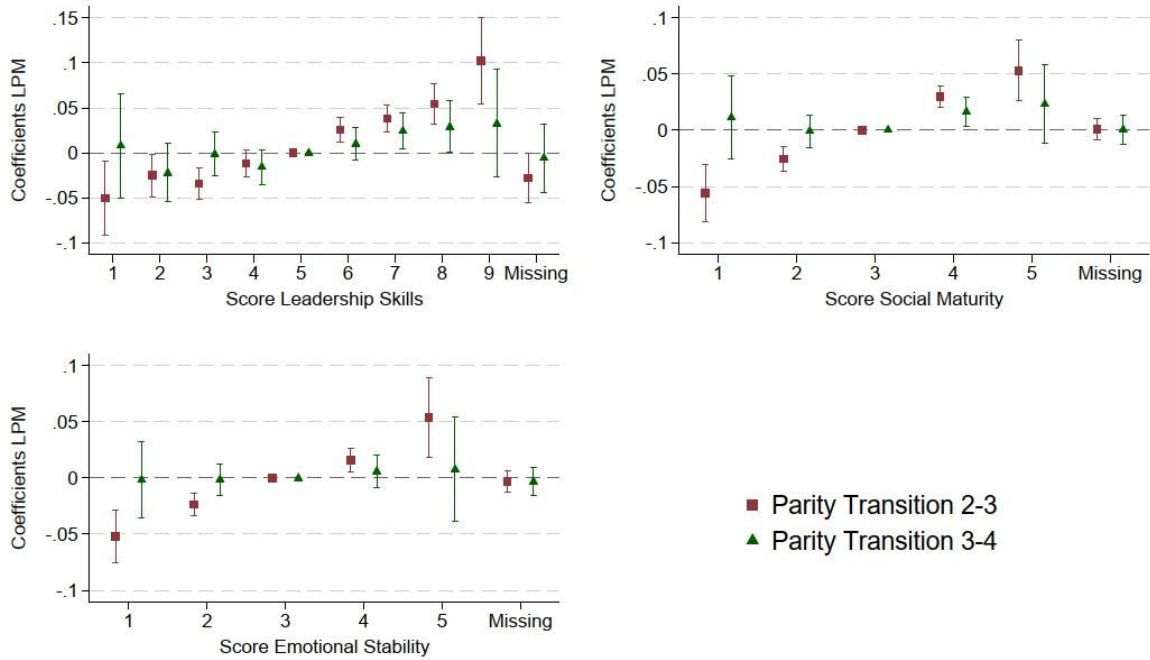 Coefficients LPM
.15
.1
.05
0
-.05
-.1
1 2 3 4 5 6 7 8 9 Missing
Score Leadership Skills
Coefficients LPM
.1
.05
0
-.05
-.1
1 2 3 4 5 Missing
Score Social Maturity
Coefficients LPM
.1
.05
0
-.05
-.1
1 2 3 4 5 Missing
Score Emotional Stability
Parity Transition 2-3
Parity Transition 3-4